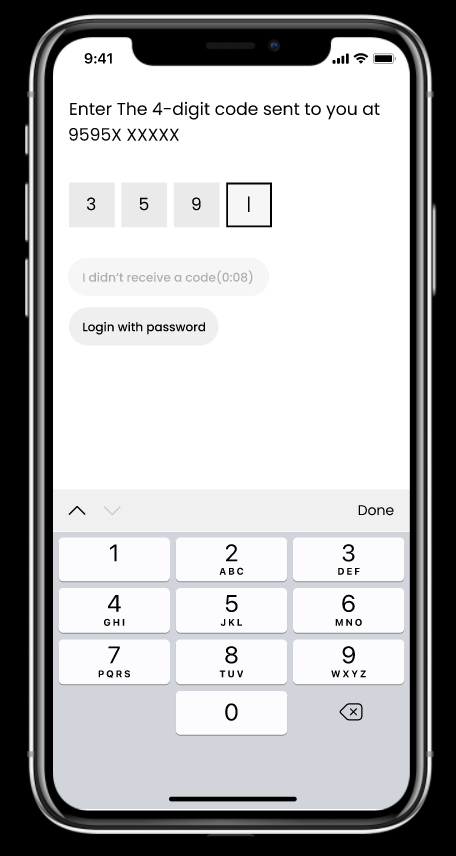 9:41
Enter The 4-digit code sent to you at
9595X XXXXX
3 5 9
I didn't receive a code(0:08)
Login with password
Done
1 2 3
ABC DEF
4 5 6
GHI JKL MNO
7 8 9
PQRS TUV WXYZ
0